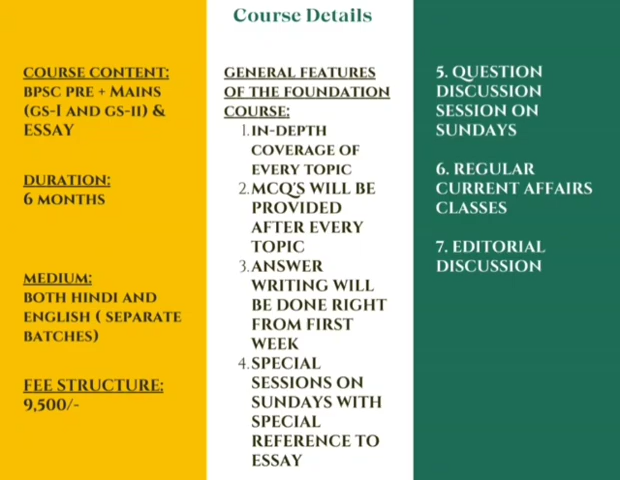 Course Details
COURSE CONTENT:
BPSC PRE + MAINS
(GS-I AND GS-II) &
ESSAY
DURATION:
6 MONTHS
MEDIUM:
BOTH HINDI AND
ENGLISH ( SEPARATE
BATCHES)
FEE STRUCTURE:
9,500/-
GENERAL FEATURES
OF THE FOUNDATION
COURSE:
1. IN-DEPTH
COVERAGE OF
EVERY TOPIC
2. MCQ'S WILL BE
PROVIDED
AFTER EVERY
TOPIC
3. ANSWER
WRITING WILL
BE DONE RIGHT
FROM FIRST
WEEK
4. SPECIAL
SESSIONS ON
SUNDAYS WITH
SPECIAL
REFERENCE TO
ESSAY
5. QUESTION
DISCUSSION
SESSION ON
SUNDAYS
6. REGULAR
CURRENT AFFAIRS
CLASSES
7. EDITORIAL
DISCUSSION